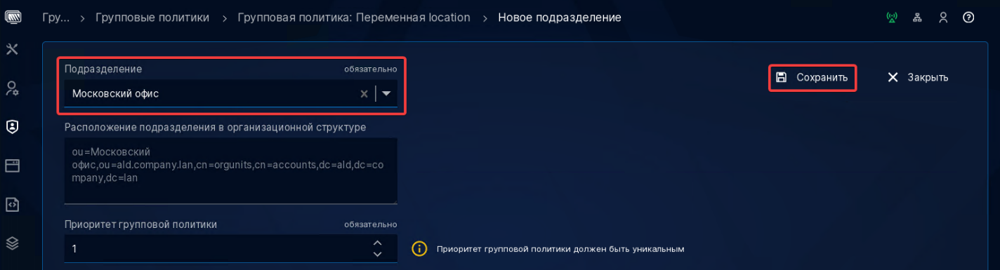 Гру... > Групповые политики > Групповая политика: Переменная location > Новое подразделение
Подразделение обязательно
Московский офис
Сохранить
Закрыть
Расположение подразделения в организационной структуре
ou=Московский
офис,ou=ald.company.lan,cn=orgunits,cn=accounts,dc=ald,dc=co
mpany,dc=lan
Приоритет групповой политики обязательно
1
Приоритет групповой политики должен быть уникальным